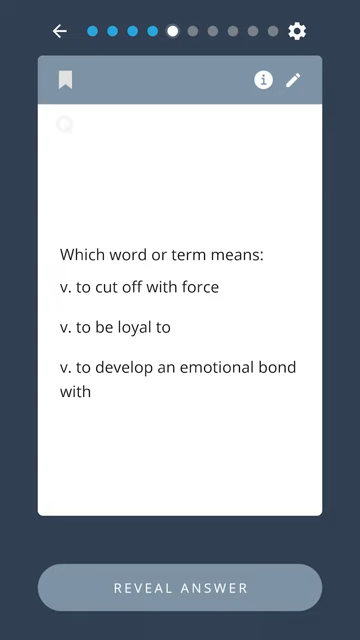 Q
Which word or term means:
v. to cut off with force
v. to be loyal to
v. to develop an emotional bond
with
REVEAL ANSWER